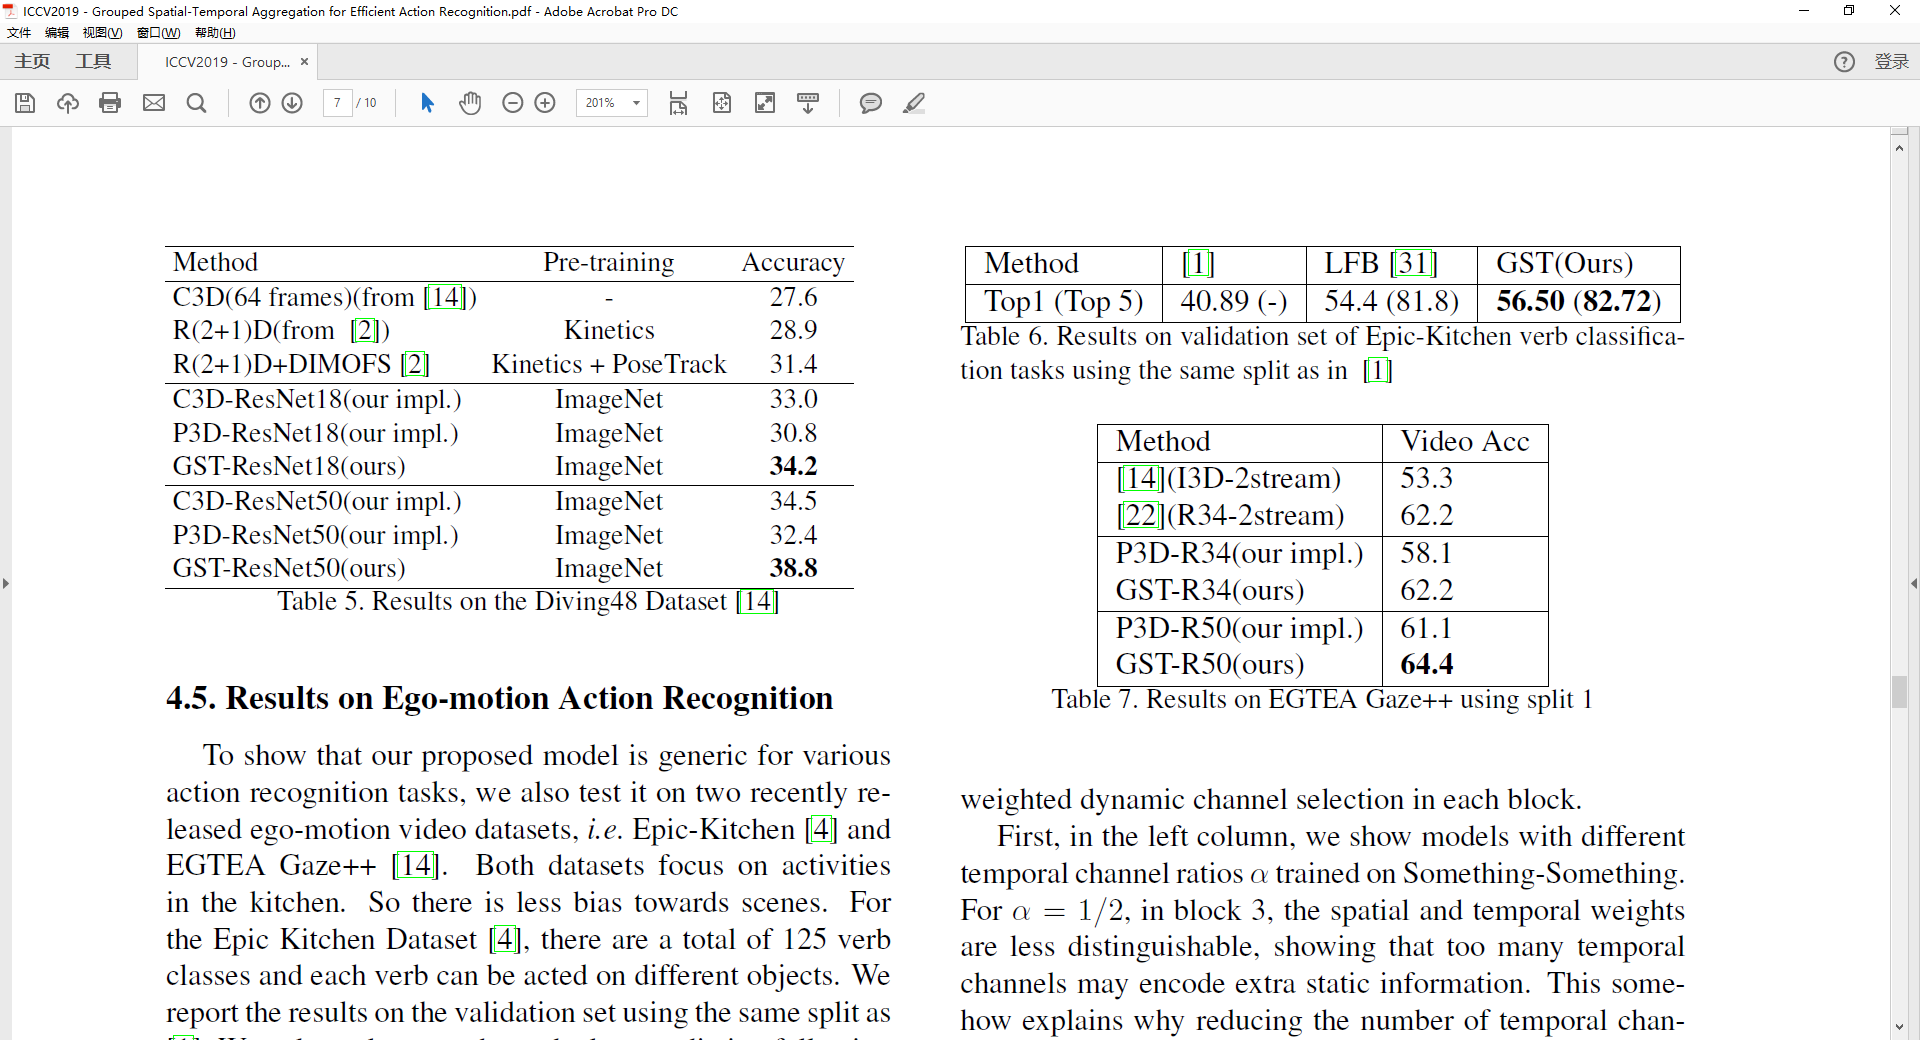 ICCV2019 - Grouped Spatial-Temporal Aggregation for Efficient Action Recognition.pdf - Adobe Acrobat Pro DC
文件 编辑 视图(V) 窗口(W) 帮助(H)
主页 工具 ICCV2019 - Group... × ? 登录
7 / 10 201%
Method Pre-training Accuracy
C3D(64 frames)(from [14]) - 27.6
R(2+1)D(from [2]) Kinetics 28.9
R(2+1)D+DIMOFS [2] Kinetics + PoseTrack 31.4
C3D-ResNet18(our impl.) ImageNet 33.0
P3D-ResNet18(our impl.) ImageNet 30.8
GST-ResNet18(ours) ImageNet 34.2
C3D-ResNet50(our impl.) ImageNet 34.5
P3D-ResNet50(our impl.) ImageNet 32.4
GST-ResNet50(ours) ImageNet 38.8
Table 5. Results on the Diving48 Dataset [14]
4.5. Results on Ego-motion Action Recognition
To show that our proposed model is generic for various
action recognition tasks, we also test it on two recently re-
leased ego-motion video datasets, i.e. Epic-Kitchen [4] and
EGTEA Gaze++ [14]. Both datasets focus on activities
in the kitchen. So there is less bias towards scenes. For
the Epic Kitchen Dataset [4], there are a total of 125 verb
classes and each verb can be acted on different objects. We
report the results on the validation set using the same split as
Method [1] LFB [31] GST(Ours)
Top1 (Top 5) 40.89 (-) 54.4 (81.8) 56.50 (82.72)
Table 6. Results on validation set of Epic-Kitchen verb classifica-
tion tasks using the same split as in [1]
Method Video Acc
[14](I3D-2stream) 53.3
[22](R34-2stream) 62.2
P3D-R34(our impl.) 58.1
GST-R34(ours) 62.2
P3D-R50(our impl.) 61.1
GST-R50(ours) 64.4
Table 7. Results on EGTEA Gaze++ using split 1
weighted dynamic channel selection in each block.
First, in the left column, we show models with different
temporal channel ratios α trained on Something-Something.
For α = 1/2, in block 3, the spatial and temporal weights
are less distinguishable, showing that too many temporal
channels may encode extra static information. This some-
how explains why reducing the number of temporal chan-